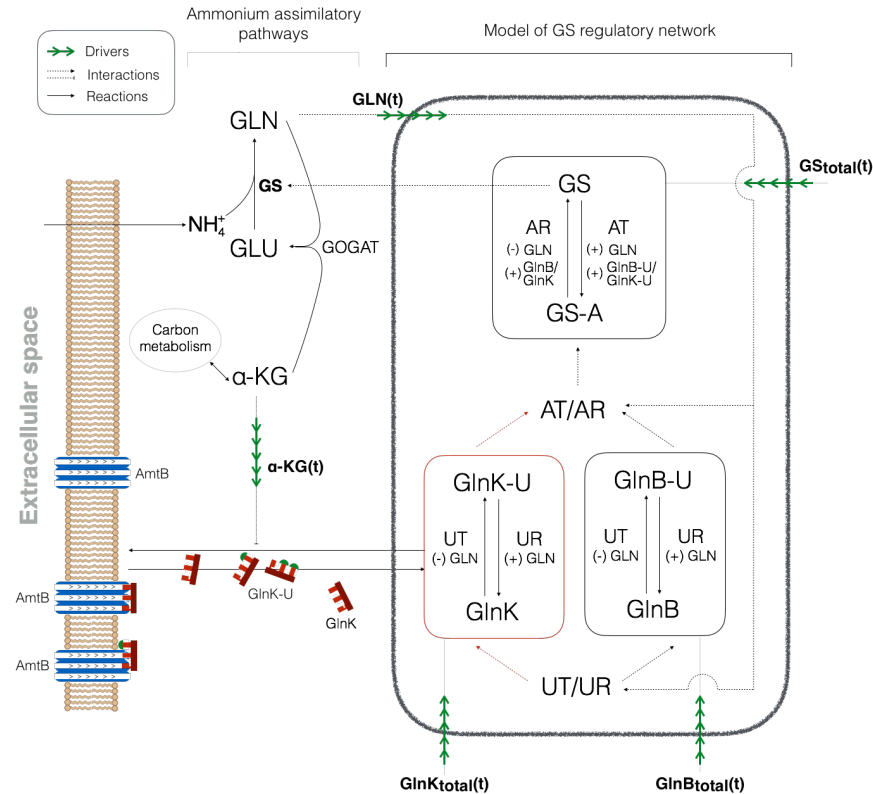 Ammonium assimilatory
pathways
Model of GS regulatory network
Drivers
Interactions
Reactions
GLN(t)
GLN
GStotal(t)
GS
GS
AR
AT
(-) GLN
(+) GLN
(+) GlnB/
GlnK
(+) GlnB-U/
GlnK-U
GS-A
NH4+
GLU
GOGAT
Carbon
metabolism
α-KG
AT/AR
Extracellular space
α-KG(t)
AmtB
GlnK-U
GlnB-U
UT
UR
(-) GLN
(+) GLN
UT
UR
(-) GLN
(+) GLN
GlnK
GlnB
AmtB
GlnK-U
GlnK
AmtB
UT/UR
GlnKtotal(t)
GlnBtotal(t)